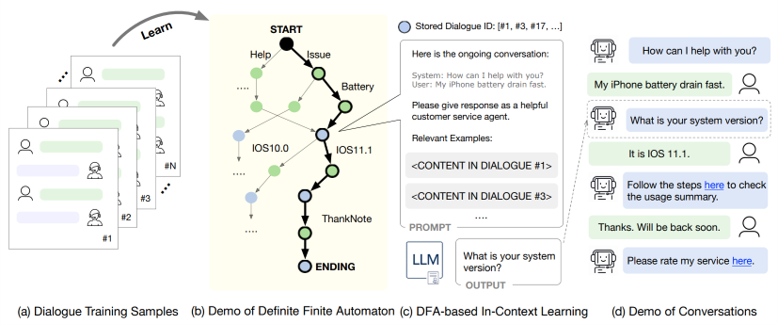 Learn
#1
#2
#3
#N
(a) Dialogue Training Samples
START
Help
Issue
Battery
....
IOS10.0
IOS11.1
....
....
ThankNote
ENDING
(b) Demo of Definite Finite Automaton
Stored Dialogue ID: [#1, #3, #17, ...]
Here is the ongoing conversation:
System: How can I help with you?
User: My iPhone battery drain fast.
Please give response as a helpful
customer service agent.
Relevant Examples:
<CONTENT IN DIALOGUE #1>
<CONTENT IN DIALOGUE #3>
....
PROMPT
LLM
What is your system
version?
OUTPUT
(c) DFA-based In-Context Learning
How can I help with you?
My iPhone battery drain fast.
What is your system version?
It is IOS 11.1.
Follow the steps here to check
the usage summary.
Thanks. Will be back soon.
Please rate my service here.
(d) Demo of Conversations